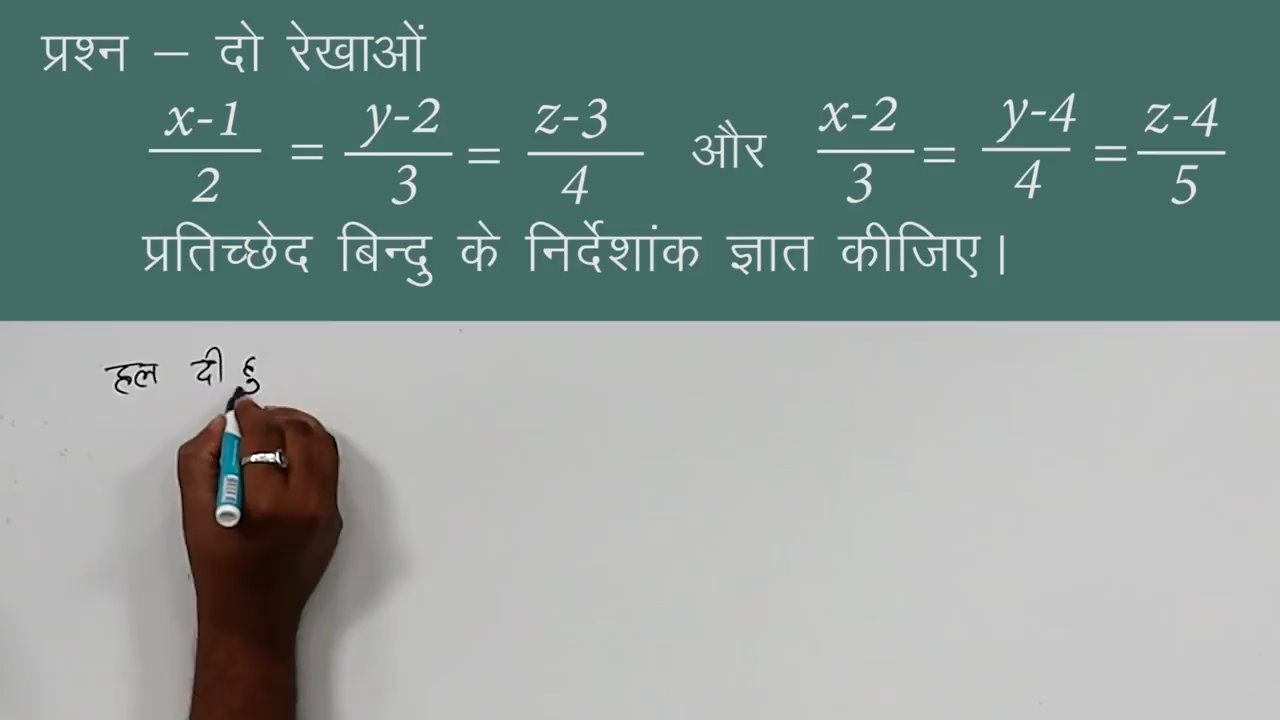 प्रश्न – दो रेखाओं
x-1/2 = y-2/3 = z-3/4 और x-2/3 = y-4/4 = z-4/5
प्रतिच्छेद बिन्दु के निर्देशांक ज्ञात कीजिए।
हल दी हु